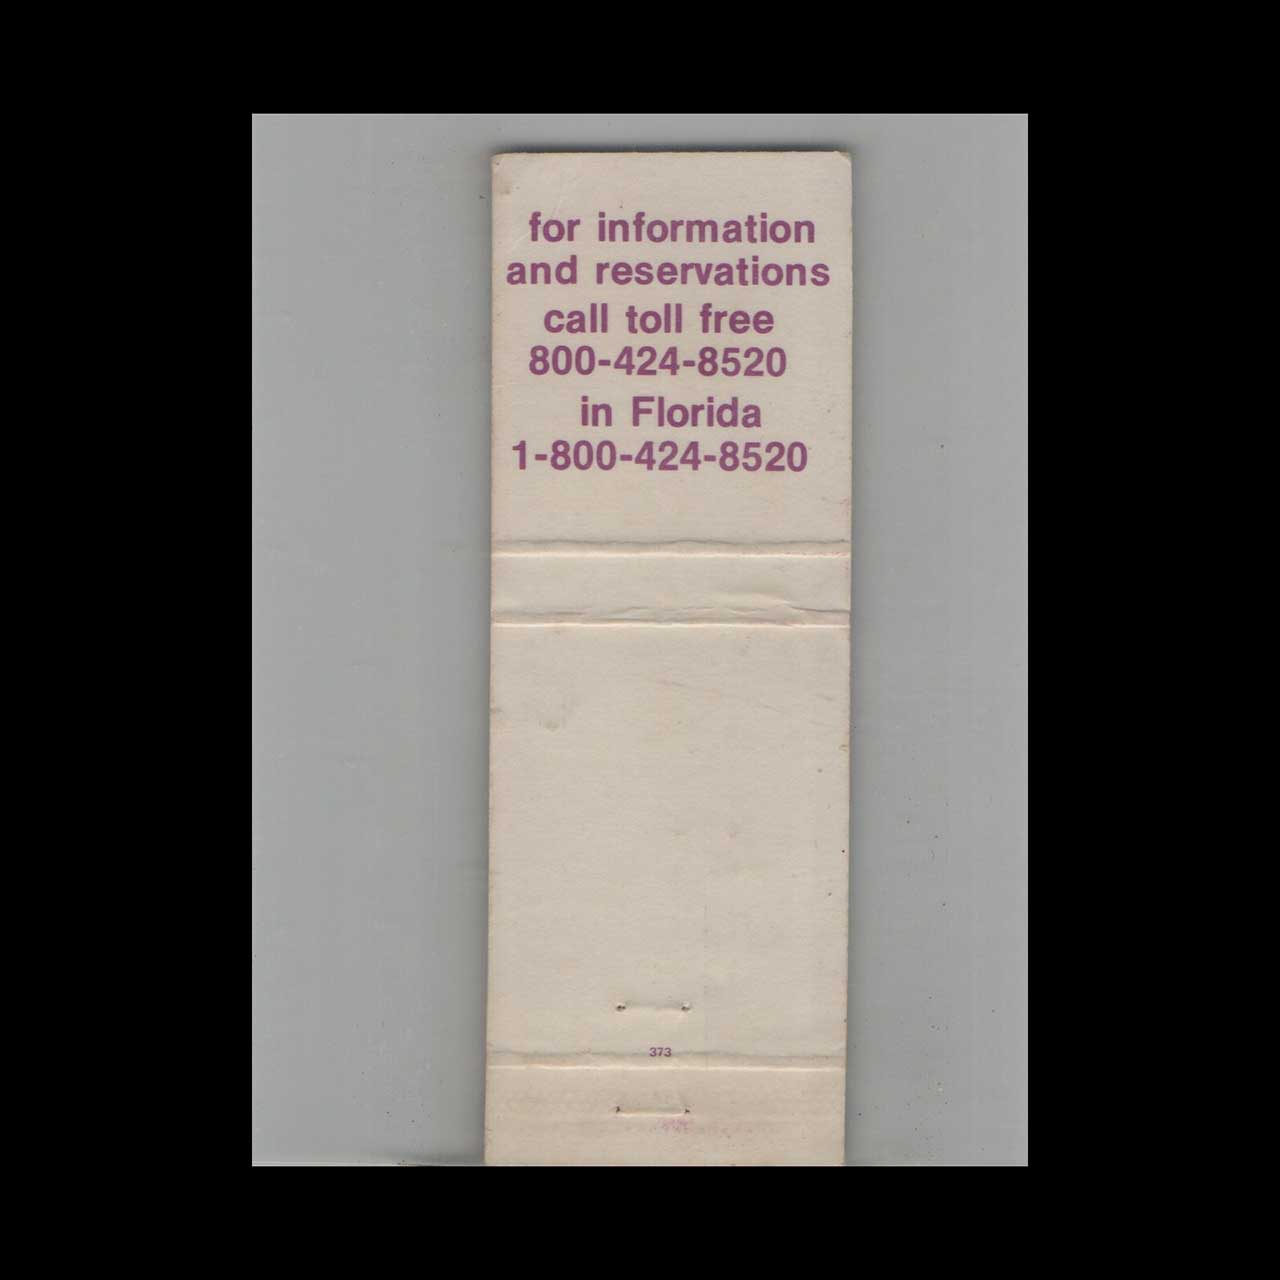 for information
and reservations
call toll free
800-424-8520
in Florida
1-800-424-8520
373